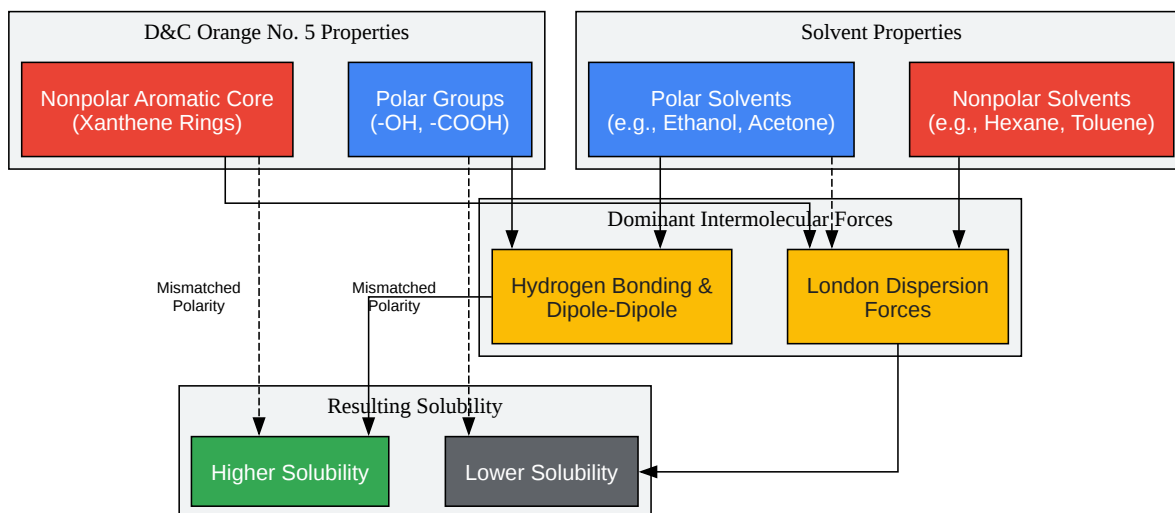 D&C Orange No. 5 Properties
Solvent Properties
Nonpolar Aromatic Core
(Xanthene Rings)
Polar Groups
(-OH, -COOH)
Polar Solvents
(e.g., Ethanol, Acetone)
Nonpolar Solvents
(e.g., Hexane, Toluene)
Dominant Intermolecular Forces
Mismatched
Polarity
Mismatched
Polarity
Hydrogen Bonding &
Dipole-Dipole
London Dispersion
Forces
Resulting Solubility
Higher Solubility
Lower Solubility